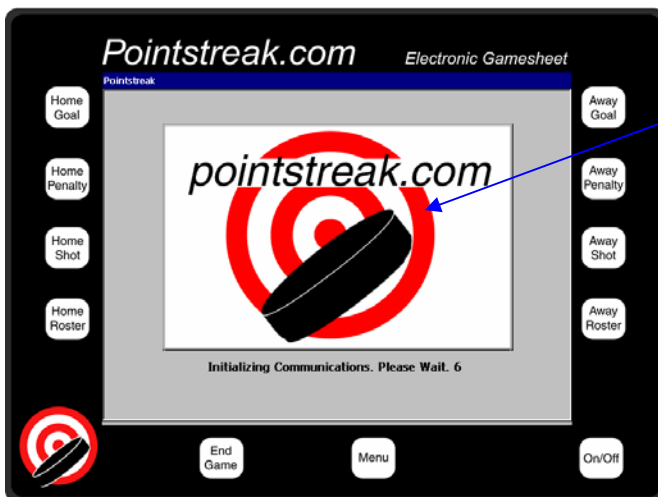 Pointstreak.com Electronic Gamesheet
Pointstreak
Home
Goal
Away
Goal
pointstreak.com
Home
Penalty
Away
Penalty
Home
Shot
Away
Shot
Home
Roster
Away
Roster
Initializing Communications. Please Wait. 6
End
Game
Menu
On/Off